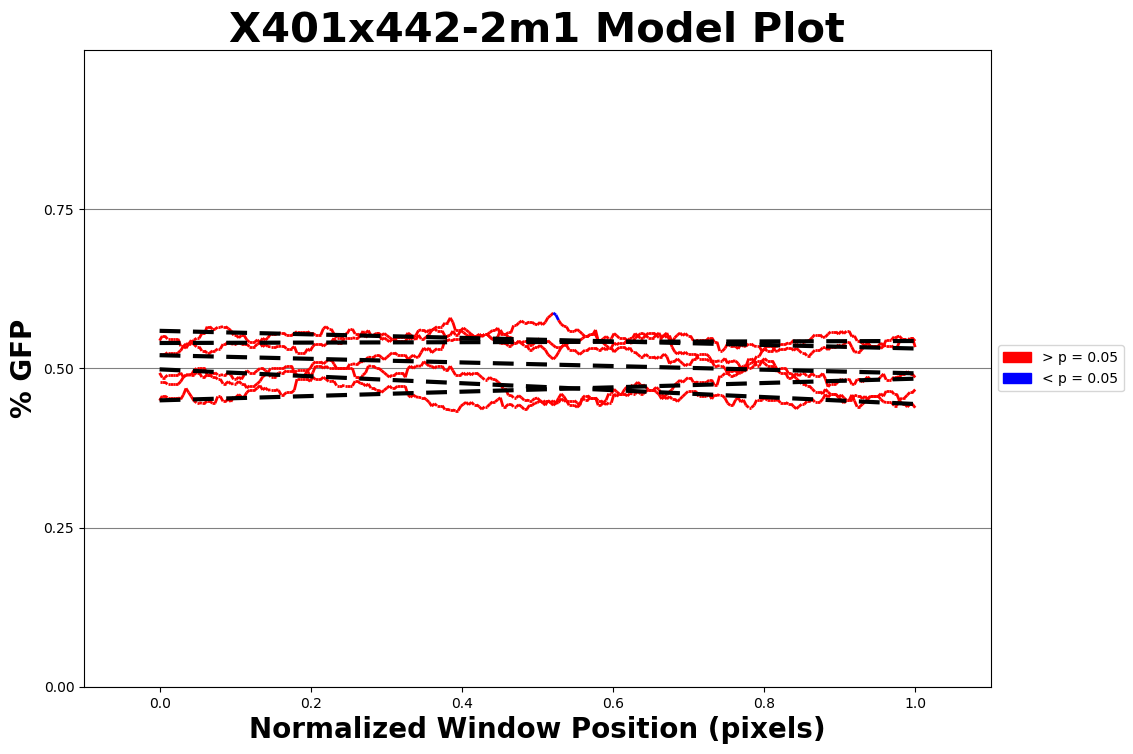 X401x442-2m1 Model Plot
% GFP
0.75
0.50
0.25
0.00
0.0 0.2 0.4 0.6 0.8 1.0
Normalized Window Position (pixels)
> p = 0.05
< p = 0.05